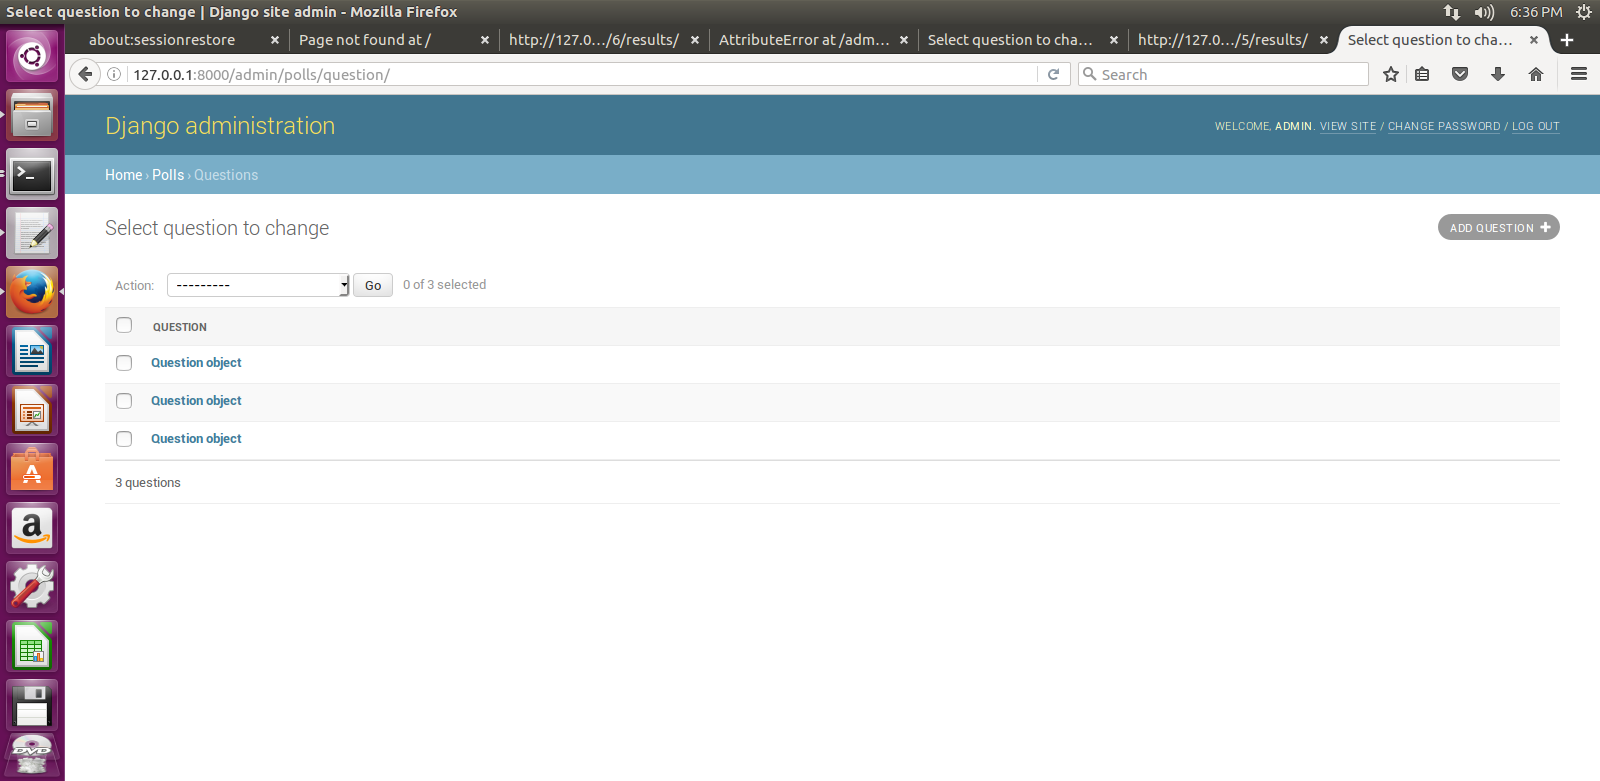 Select question to change | Django site admin - Mozilla Firefox
6:36 PM
about:sessionrestore
Page not found at /
http://127.0…/6/results/
AttributeError at /adm…
Select question to cha…
http://127.0…/5/results/
Select question to cha…
127.0.0.1:8000/admin/polls/question/
Search
Django administration
WELCOME, ADMIN. VIEW SITE / CHANGE PASSWORD / LOG OUT
Home › Polls › Questions
Select question to change
ADD QUESTION
Action:
---------
Go
0 of 3 selected
QUESTION
Question object
Question object
Question object
3 questions
a
DVD